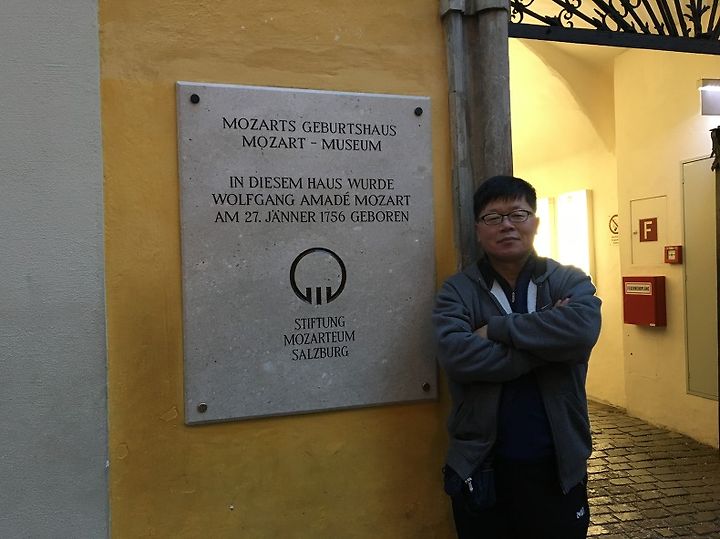 MOZARTS GEBURTSHAUS
MOZART – MUSEUM
IN DIESEM HAUS WURDE
WOLFGANG AMADÉ MOZART
AM 27. JÄNNER 1756 GEBOREN
STIFTUNG
MOZARTEUM
SALZBURG
F